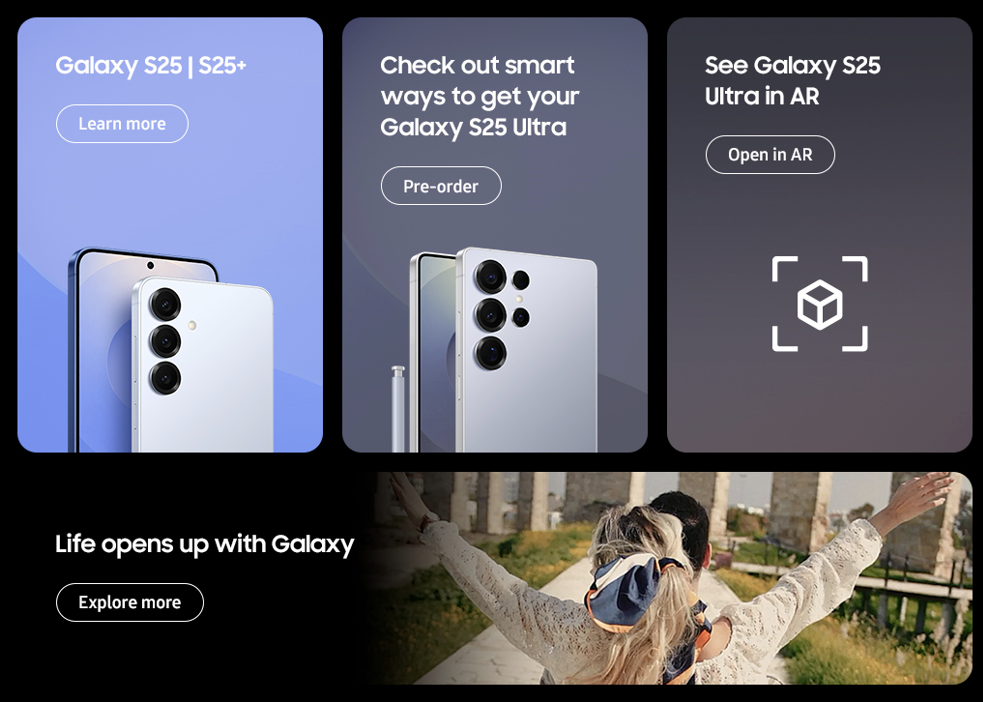 Galaxy S25 | S25+
Learn more
Check out smart
ways to get your
Galaxy S25 Ultra
Pre-order
See Galaxy S25
Ultra in AR
Open in AR
Life opens up with Galaxy
Explore more